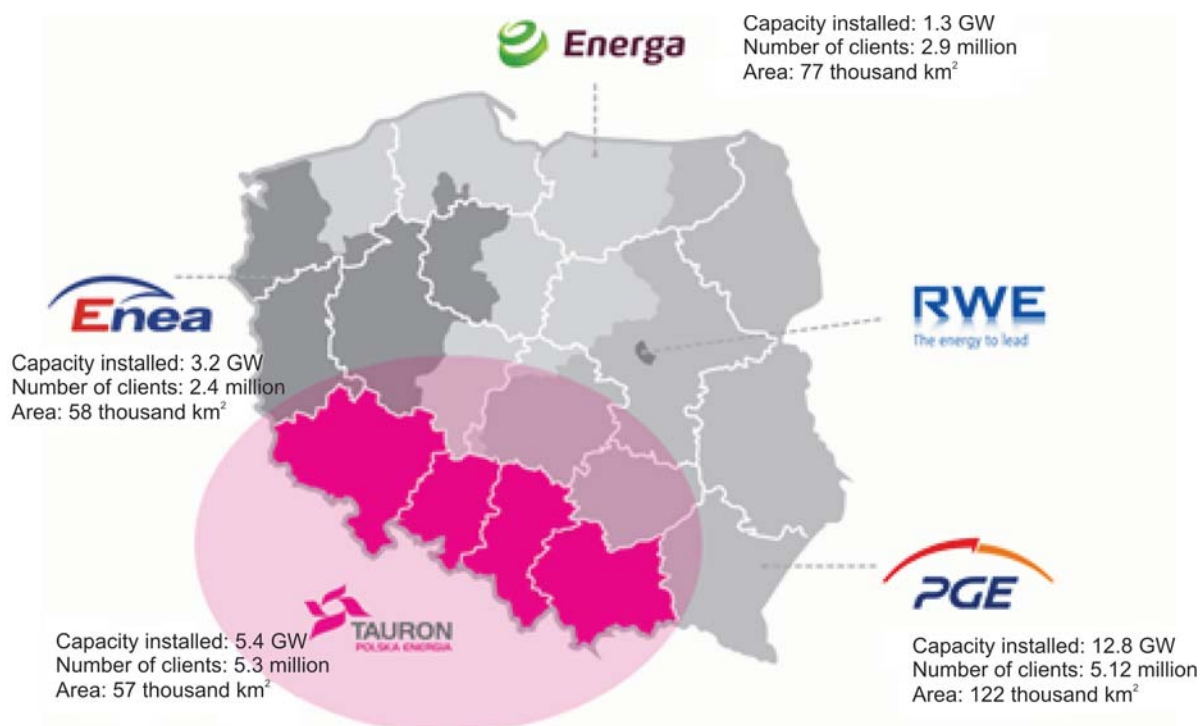 Energa
Capacity installed: 1.3 GW
Number of clients: 2.9 million
Area: 77 thousand km²
Enea
Capacity installed: 3.2 GW
Number of clients: 2.4 million
Area: 58 thousand km²
RWE
The energy to lead
TAURON
POLSKA ENERGIA
Capacity installed: 5.4 GW
Number of clients: 5.3 million
Area: 57 thousand km²
PGE
Capacity installed: 12.8 GW
Number of clients: 5.12 million
Area: 122 thousand km²